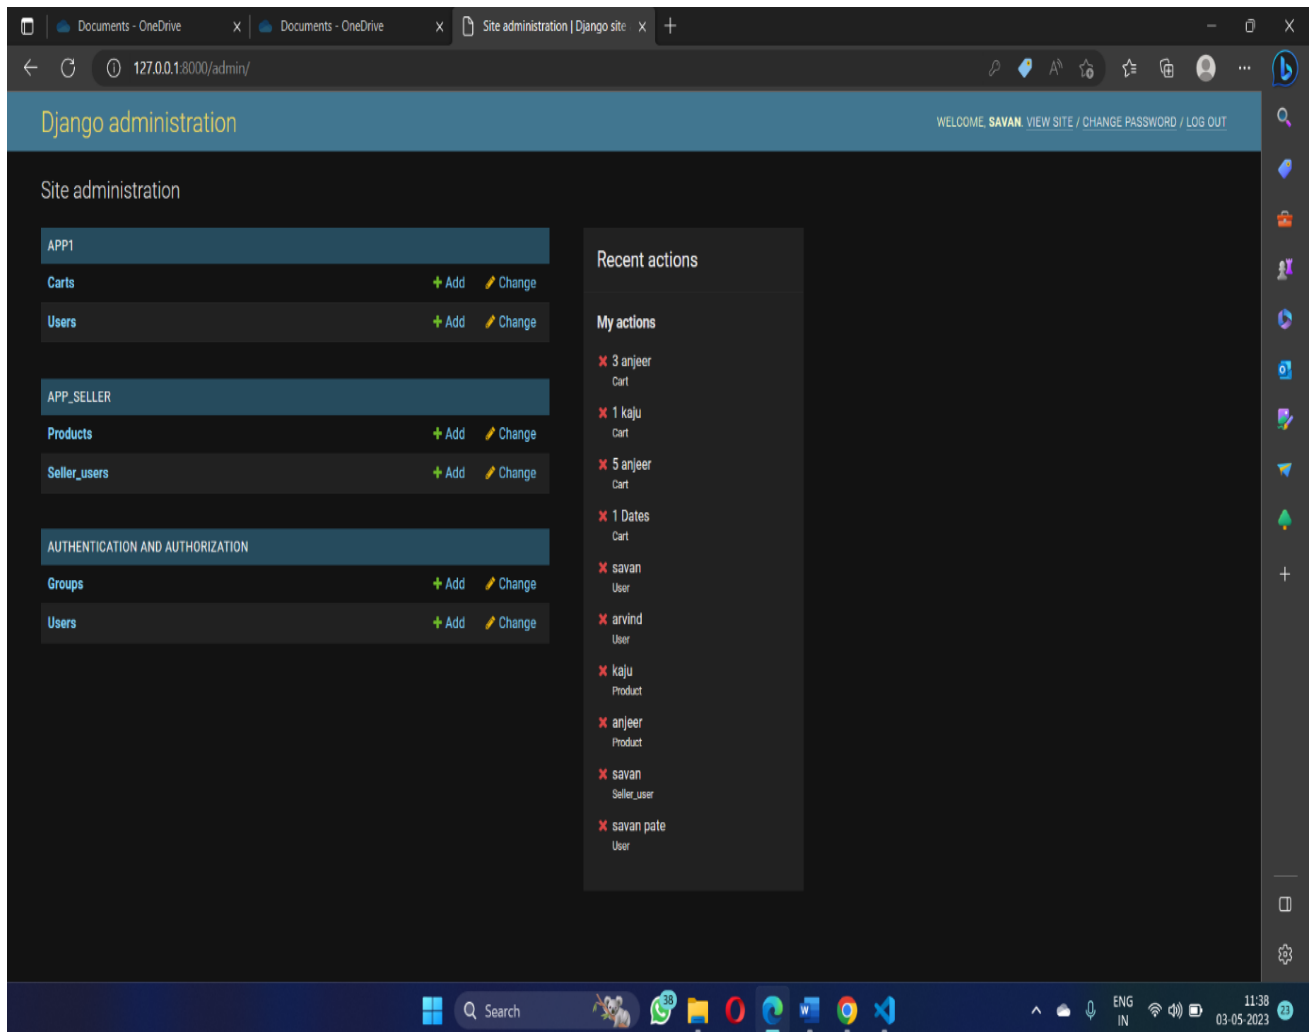 Documents - OneDrive
Documents - OneDrive
Site administration | Django site
127.0.0.1:8000/admin/
Django administration
WELCOME, SAVAN. VIEW SITE / CHANGE PASSWORD / LOG OUT
Site administration
APP1
Carts + Add Change
Users + Add Change
APP_SELLER
Products + Add Change
Seller_users + Add Change
AUTHENTICATION AND AUTHORIZATION
Groups + Add Change
Users + Add Change
Recent actions
My actions
3 anjeer
Cart
1 kaju
Cart
5 anjeer
Cart
1 Dates
Cart
savan
User
arvind
User
kaju
Product
anjeer
Product
savan
Seller_user
savan pate
User
Search
38
ENG
IN
11:38
03-05-2023
23